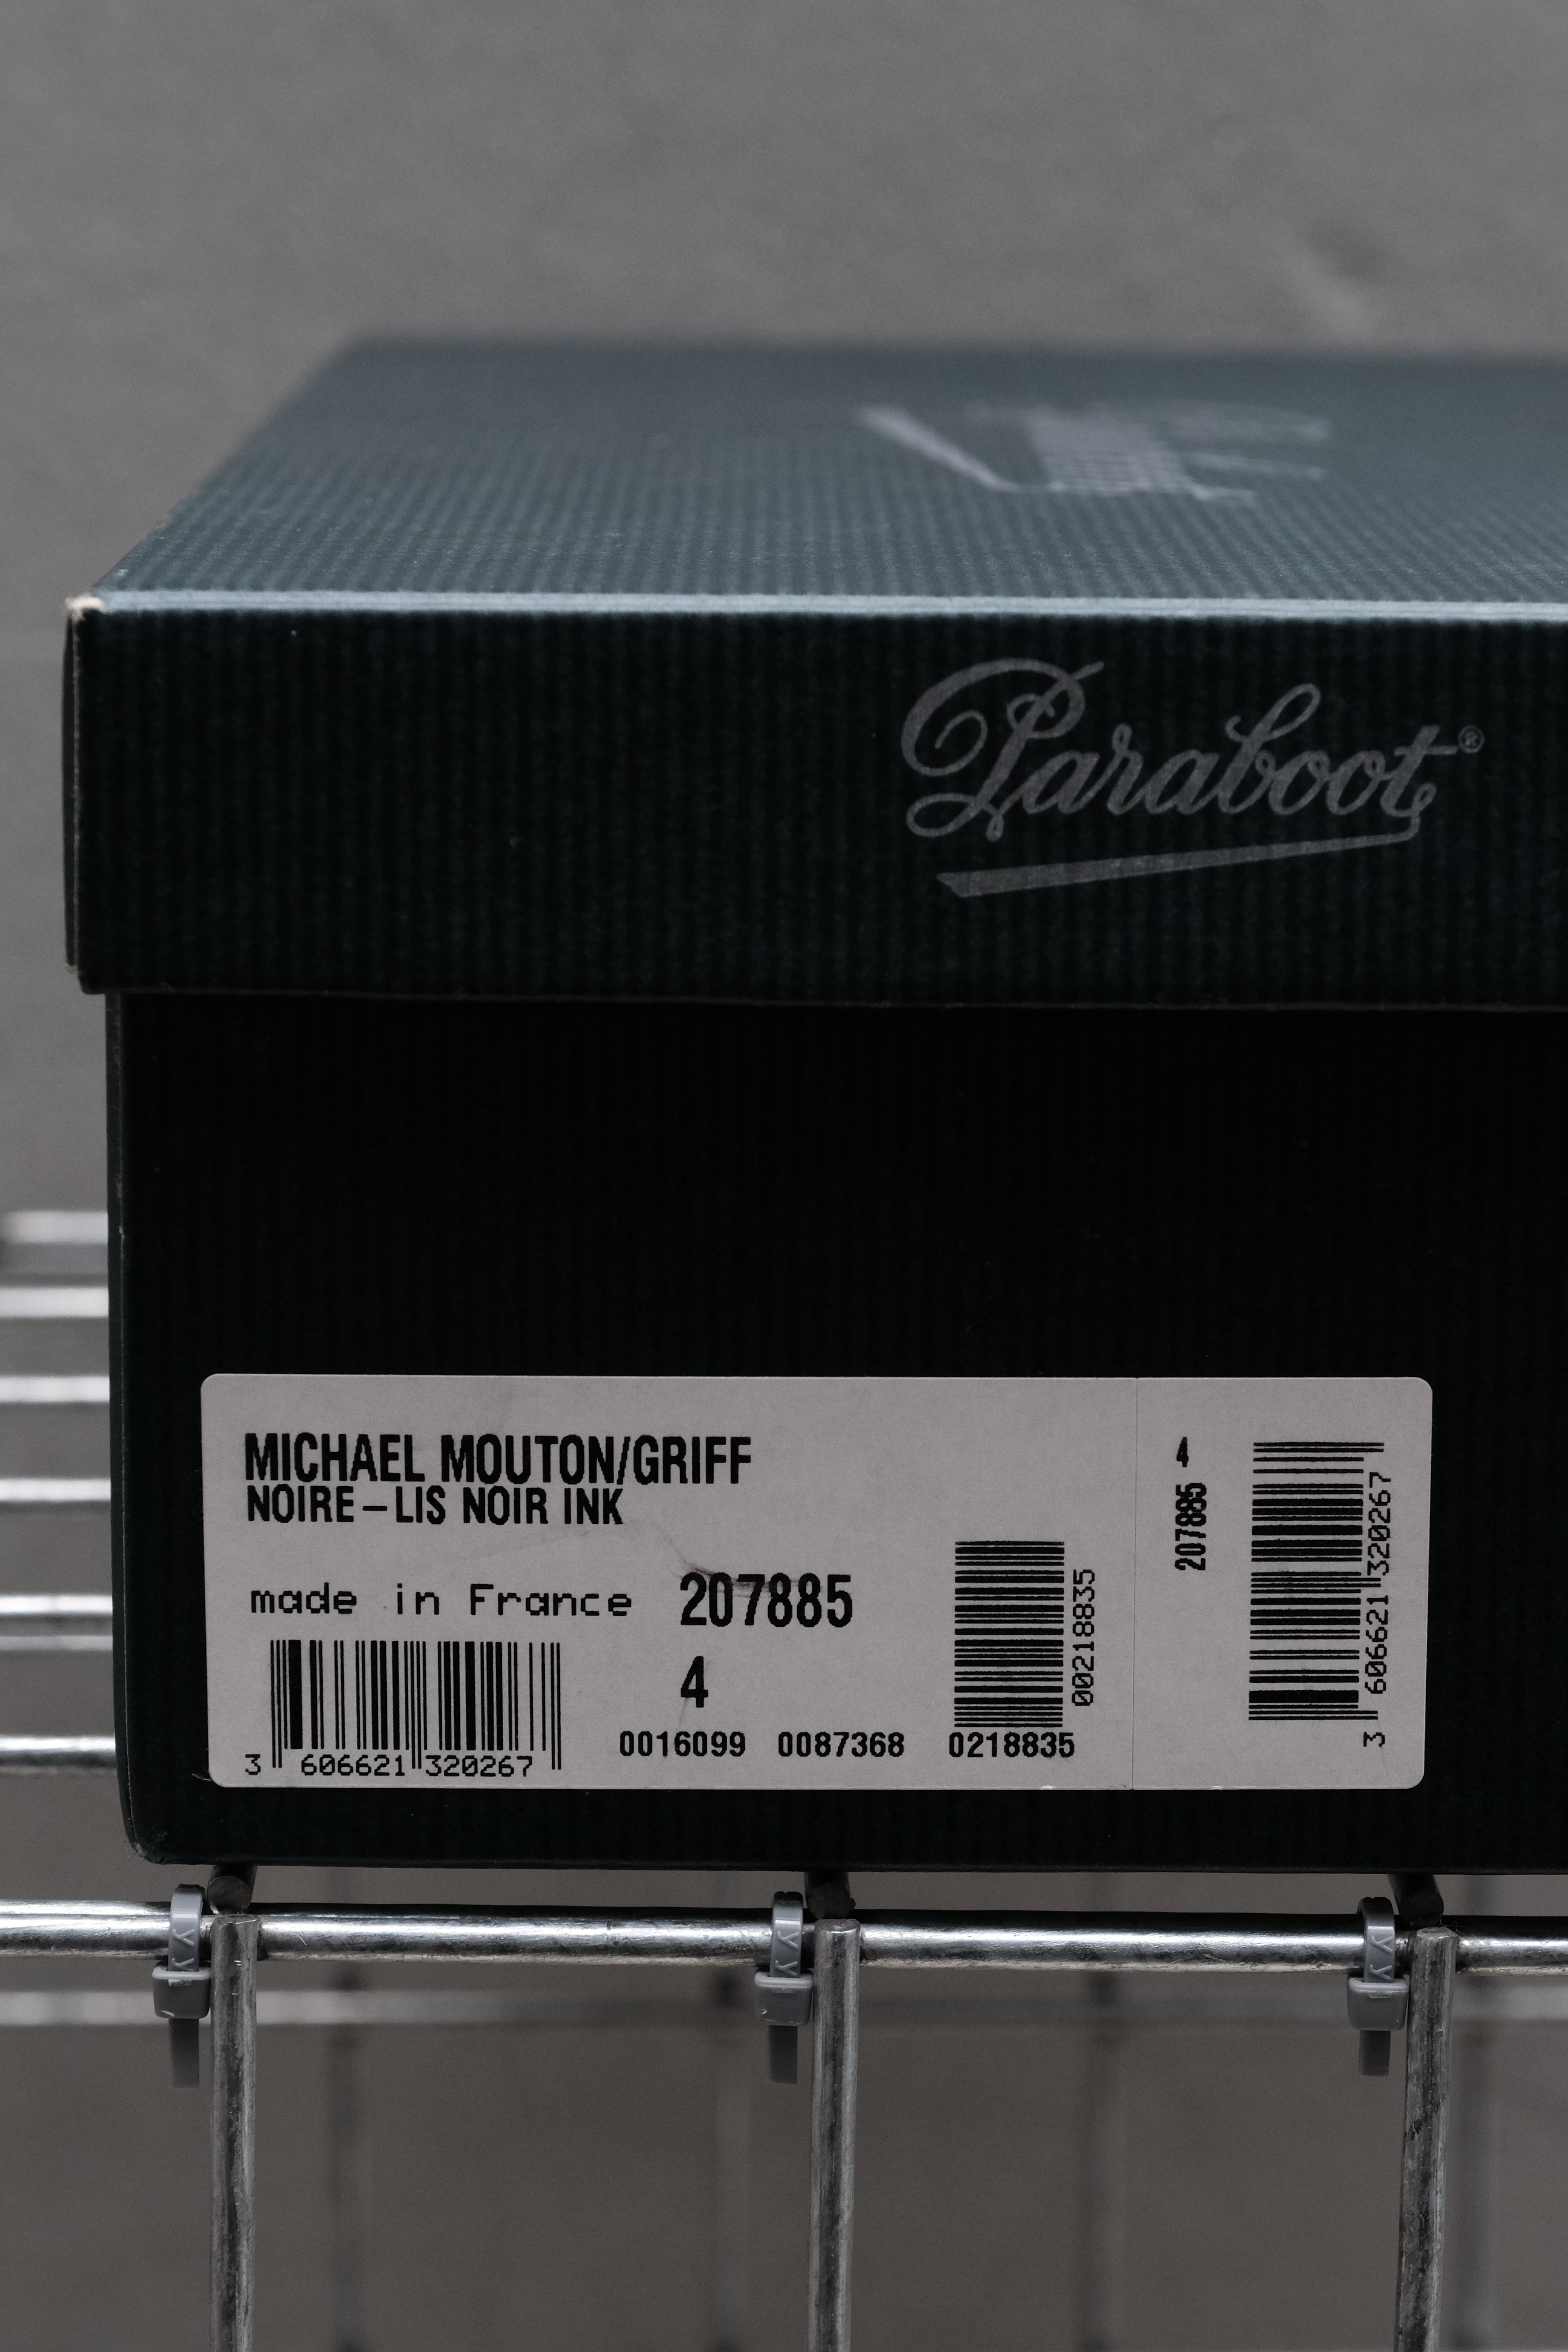 Paraboot®
MICHAEL MOUTON/GRIFF
NOIRE-LIS NOIR INK
made in France 207885
4
0016099 0087368 0218835
3 606621 320267
00218835
4
207885
3 606621 320267